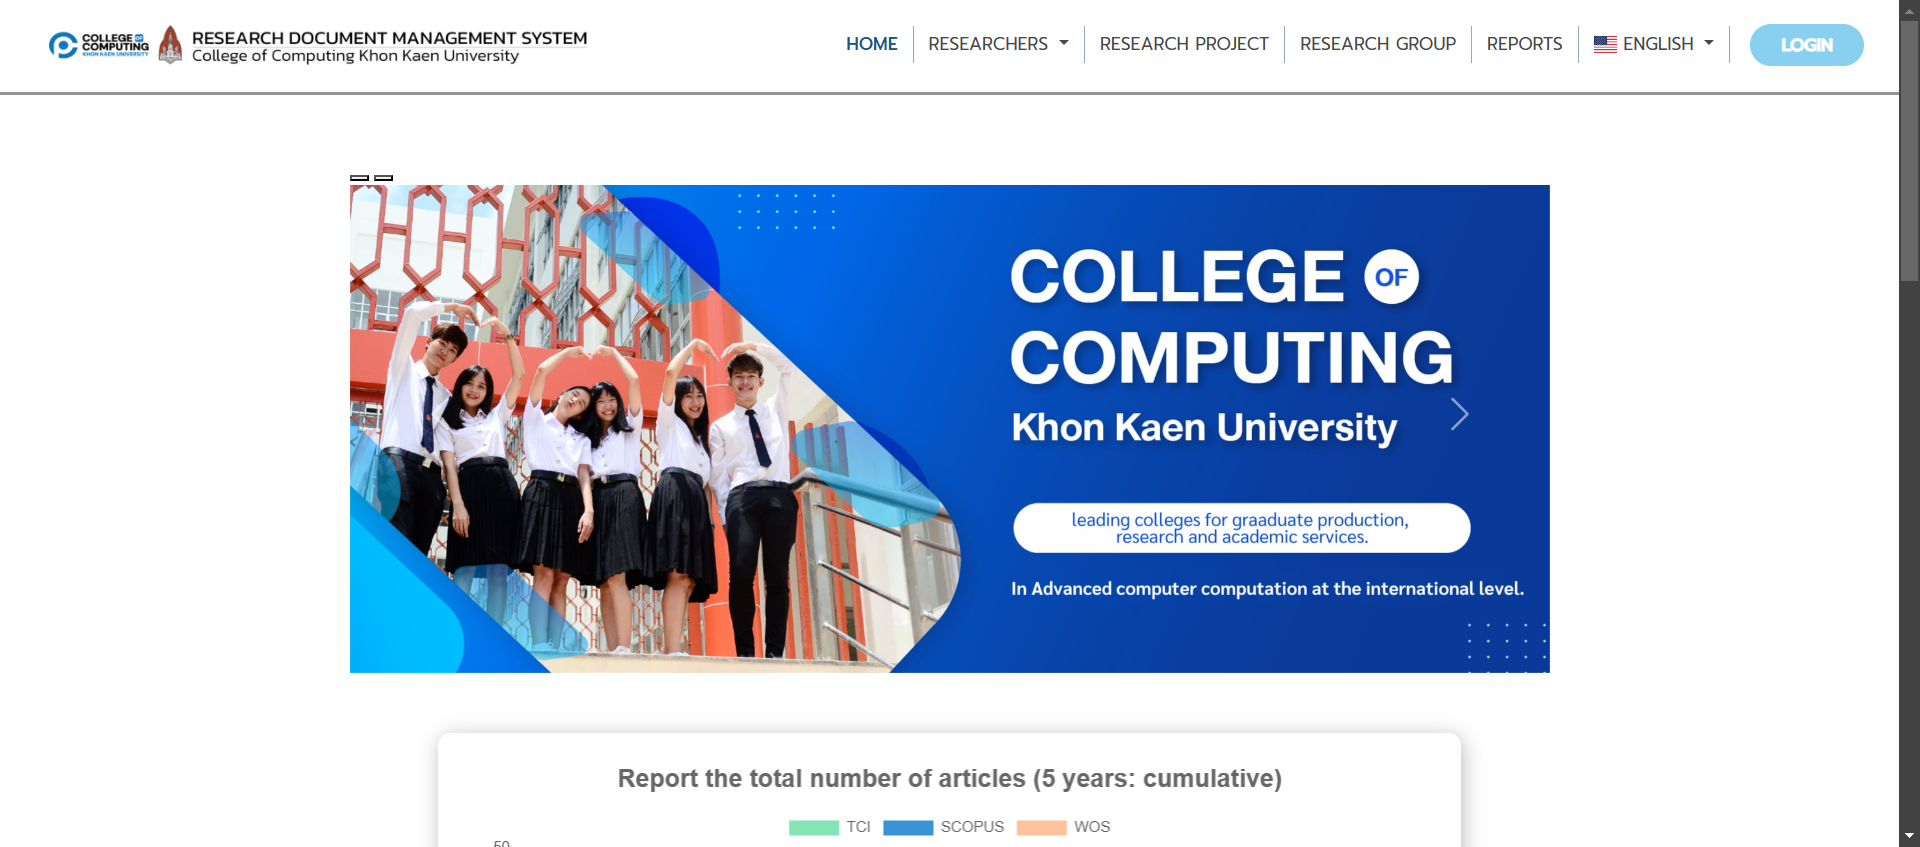 COLLEGE OF
COMPUTING
KHON KAEN UNIVERSITY
RESEARCH DOCUMENT MANAGEMENT SYSTEM
College of Computing Khon Kaen University
HOME
RESEARCHERS
RESEARCH PROJECT
RESEARCH GROUP
REPORTS
ENGLISH
LOGIN
COLLEGE OF
COMPUTING
Khon Kaen University
leading colleges for graaduate production,
research and academic services.
In Advanced computer computation at the international level.
Report the total number of articles (5 years: cumulative)
TCI
SCOPUS
WOS
50